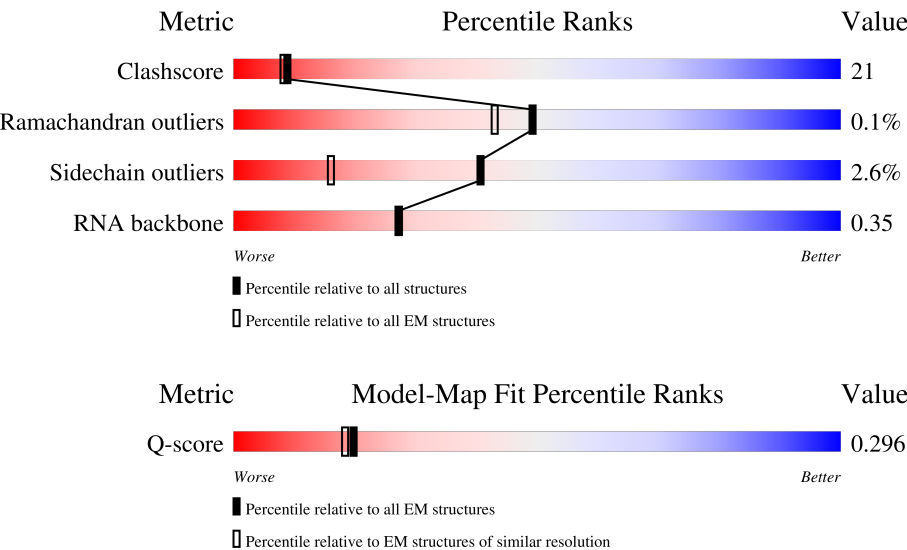 Metric Percentile Ranks Value
Clashscore 21
Ramachandran outliers 0.1%
Sidechain outliers 2.6%
RNA backbone 0.35
Worse Better
Percentile relative to all structures
Percentile relative to all EM structures
Metric Model-Map Fit Percentile Ranks Value
Q-score 0.296
Worse Better
Percentile relative to all EM structures
Percentile relative to EM structures of similar resolution